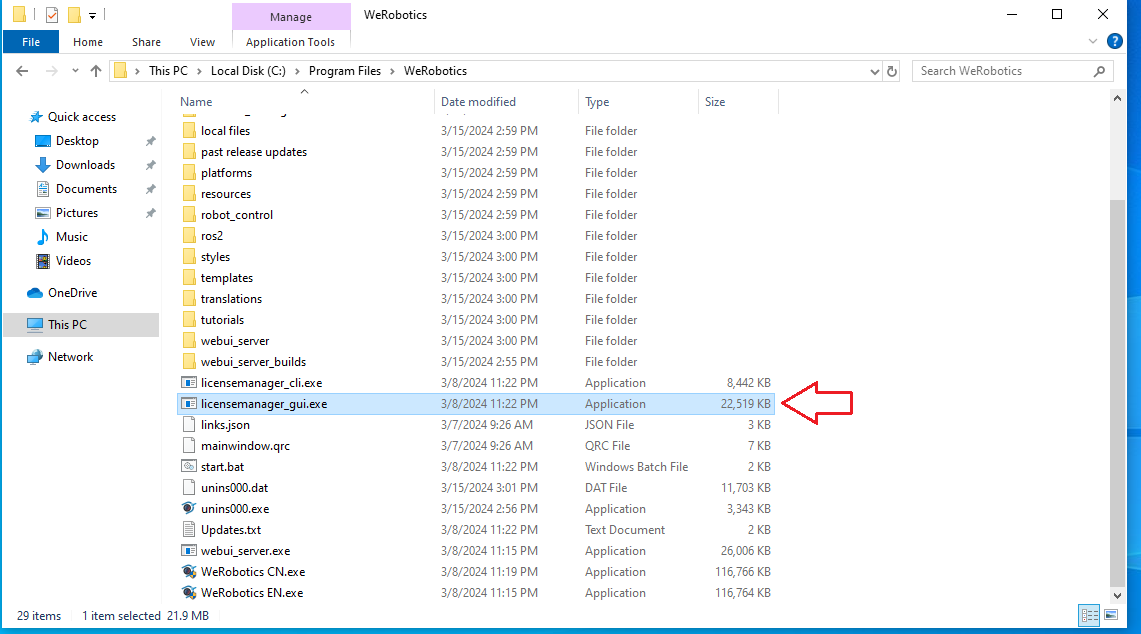 Manage
WeRobotics
File
Home
Share
View
Application Tools
?
This PC
Local Disk (C:)
Program Files
WeRobotics
Search WeRobotics
Quick access
Desktop
Downloads
Documents
Pictures
Music
Videos
OneDrive
This PC
Network
Name Date modified Type Size
local files 3/15/2024 2:59 PM File folder
past release updates 3/15/2024 2:59 PM File folder
platforms 3/15/2024 2:59 PM File folder
resources 3/15/2024 2:59 PM File folder
robot_control 3/15/2024 2:59 PM File folder
ros2 3/15/2024 3:00 PM File folder
styles 3/15/2024 3:00 PM File folder
templates 3/15/2024 3:00 PM File folder
translations 3/15/2024 3:00 PM File folder
tutorials 3/15/2024 3:00 PM File folder
webui_server 3/15/2024 3:00 PM File folder
webui_server_builds 3/15/2024 2:55 PM File folder
licensemanager_cli.exe 3/8/2024 11:22 PM Application 8,442 KB
licensemanager_gui.exe 3/8/2024 11:22 PM Application 22,519 KB
links.json 3/7/2024 9:26 AM JSON File 3 KB
mainwindow.qrc 3/7/2024 9:26 AM QRC File 7 KB
start.bat 3/8/2024 11:22 PM Windows Batch File 2 KB
unins000.dat 3/15/2024 3:01 PM DAT File 11,703 KB
unins000.exe 3/15/2024 2:56 PM Application 3,343 KB
Updates.txt 3/8/2024 11:22 PM Text Document 2 KB
webui_server.exe 3/8/2024 11:15 PM Application 26,006 KB
WeRobotics CN.exe 3/8/2024 11:19 PM Application 116,766 KB
WeRobotics EN.exe 3/8/2024 11:15 PM Application 116,764 KB
29 items 1 item selected 21.9 MB